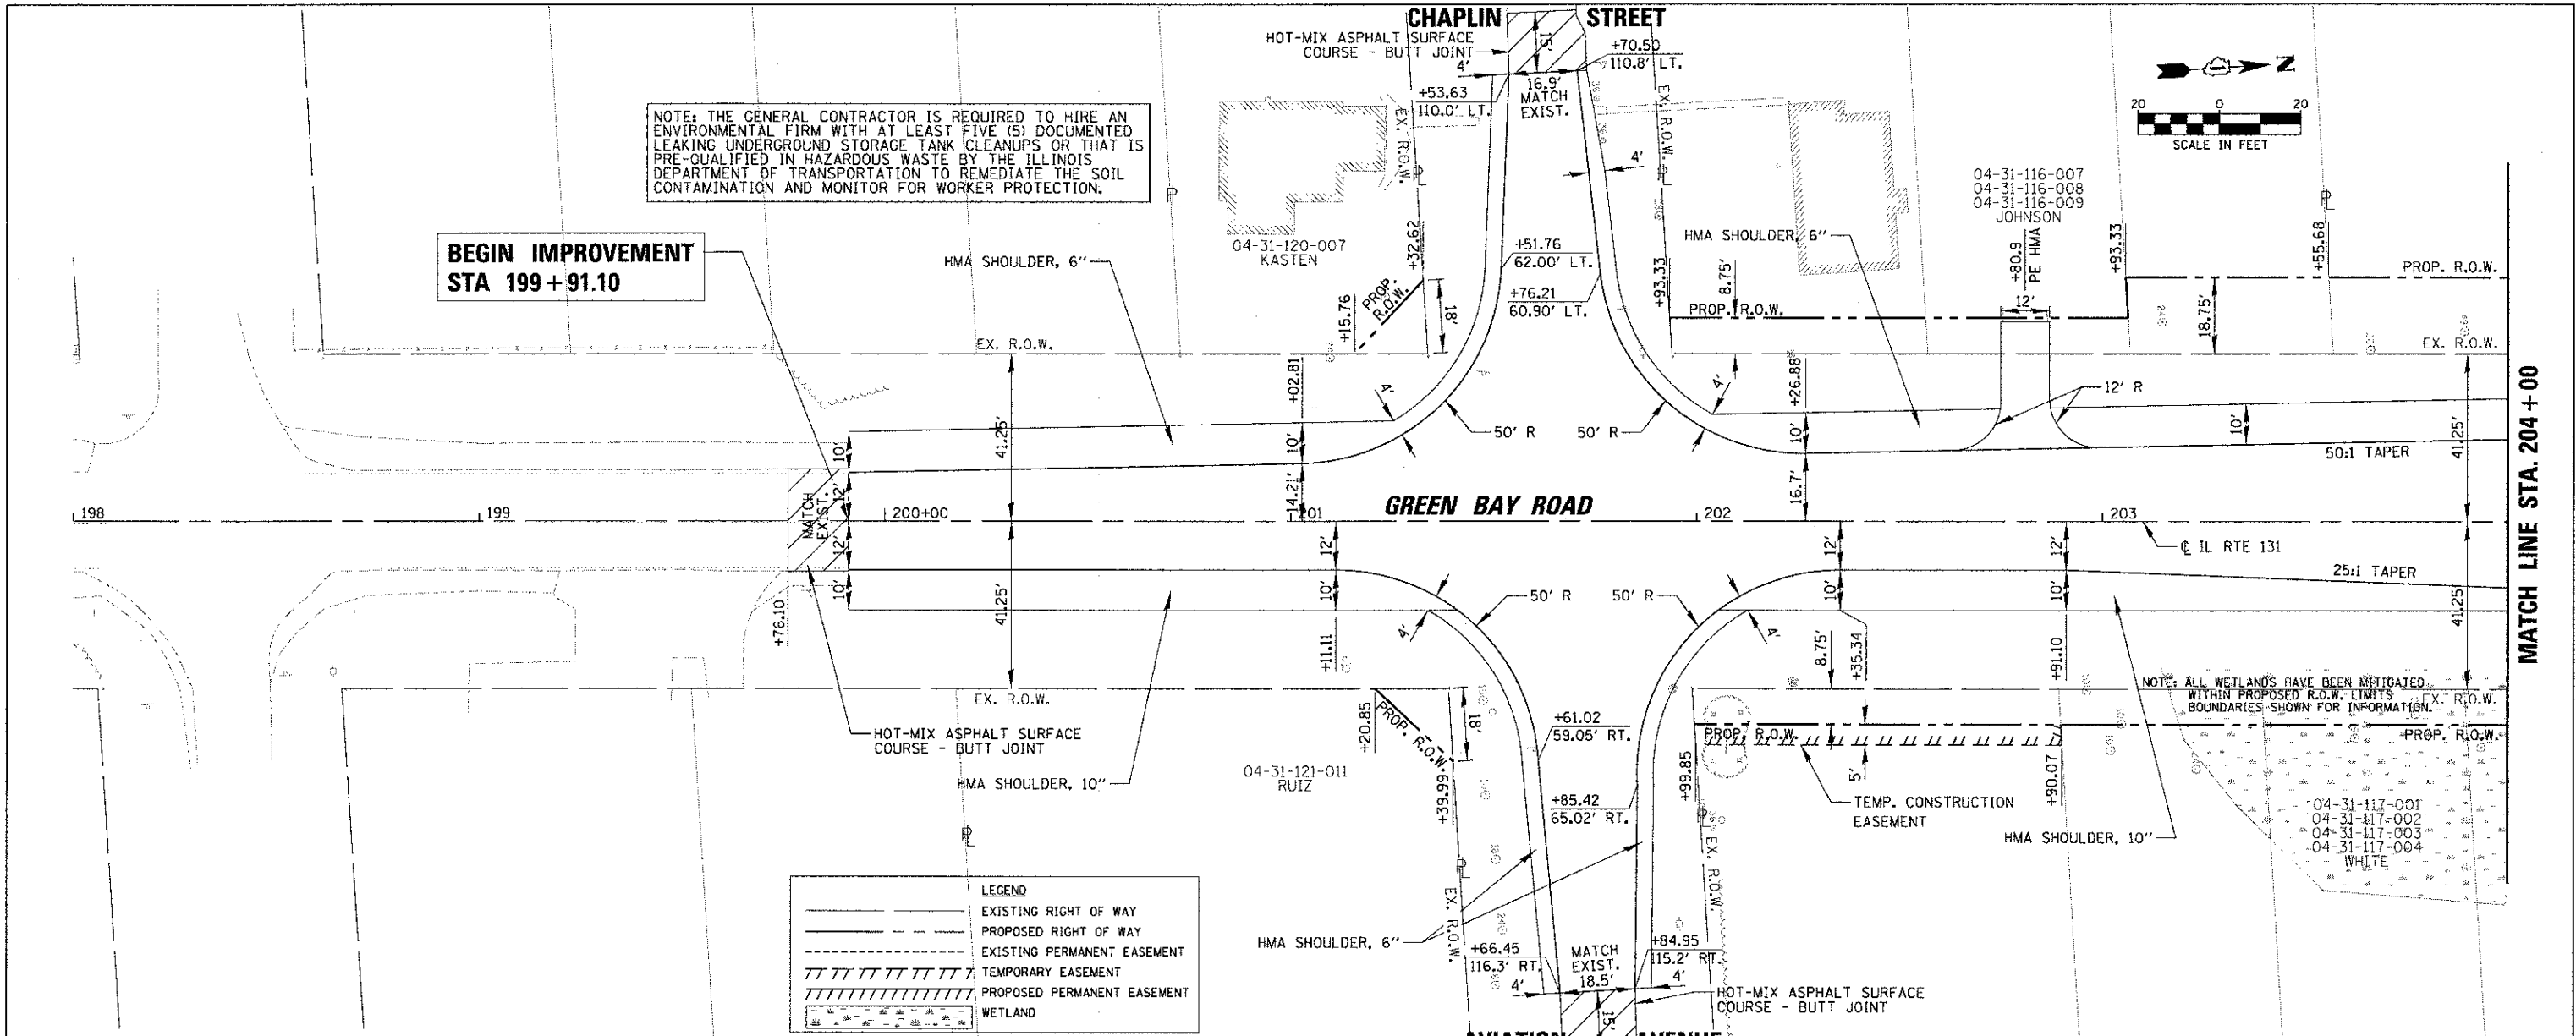 CHAPLIN STREET
HOT-MIX ASPHALT SURFACE
COURSE - BUTT JOINT
15'
+70.50
110.8' LT.
4'
16.9'
MATCH
EXIST.
+53.63
110.0' LT.
EX. R.O.W.
EX. R.O.W.
4'
N
20 0 20
SCALE IN FEET
NOTE: THE GENERAL CONTRACTOR IS REQUIRED TO HIRE AN
ENVIRONMENTAL FIRM WITH AT LEAST FIVE (5) DOCUMENTED
LEAKING UNDERGROUND STORAGE TANK CLEANUPS OR THAT IS
PRE-QUALIFIED IN HAZARDOUS WASTE BY THE ILLINOIS
DEPARTMENT OF TRANSPORTATION TO REMEDIATE THE SOIL
CONTAMINATION AND MONITOR FOR WORKER PROTECTION.
04-31-116-007
04-31-116-008
04-31-116-009
JOHNSON
BEGIN IMPROVEMENT
STA 199+91.10
HMA SHOULDER, 6"
04-31-120-007
KASTEN
+32.62
+51.76
62.00' LT.
+76.21
60.90' LT.
+93.33
HMA SHOULDER, 6"
8.75'
PROP. R.O.W.
+80.9
PE HMA
12'
+93.33
+55.68
PROP. R.O.W.
18.75'
+15.76
PROP.
R.O.W.
18'
EX. R.O.W.
EX. R.O.W.
+02.81
4'
4'
+26.88
12' R
10'
41.25'
10'
50' R
50' R
10'
10'
41.25'
50:1 TAPER
MATCH
EXIST.
12'
14.21'
16.7'
GREEN BAY ROAD
198
199
200+00
201
202
203
℄ IL RTE 131
MATCH LINE STA. 204+00
12'
12'
12'
12'
25:1 TAPER
10'
10'
50' R
50' R
10'
10'
+76.10
41.25'
4'
4'
41.25'
+11.11
8.75'
+35.34
+91.10
NOTE: ALL WETLANDS HAVE BEEN MITIGATED
WITHIN PROPOSED R.O.W. LIMITS
BOUNDARIES SHOWN FOR INFORMATION.
EX. R.O.W.
EX. R.O.W.
PROP. R.O.W.
HOT-MIX ASPHALT SURFACE
COURSE - BUTT JOINT
+20.85
PROP. R.O.W.
18'
+61.02
59.05' RT.
PROP. R.O.W.
5'
HMA SHOULDER, 10"
04-31-121-011
RUIZ
+39.69
+85.42
65.02' RT.
+99.85
TEMP. CONSTRUCTION
EASEMENT
+90.07
HMA SHOULDER, 10"
04-31-117-001
04-31-117-002
04-31-117-003
04-31-117-004
WHITE
LEGEND
EXISTING RIGHT OF WAY
PROPOSED RIGHT OF WAY
EXISTING PERMANENT EASEMENT
TEMPORARY EASEMENT
PROPOSED PERMANENT EASEMENT
WETLAND
EX. R.O.W.
EX. R.O.W.
HMA SHOULDER, 6"
+66.45
116.3' RT.
MATCH
EXIST.
18.5'
+84.95
115.2' RT.
4'
4'
15'
HOT-MIX ASPHALT SURFACE
COURSE - BUTT JOINT
AVIATION AVENUE